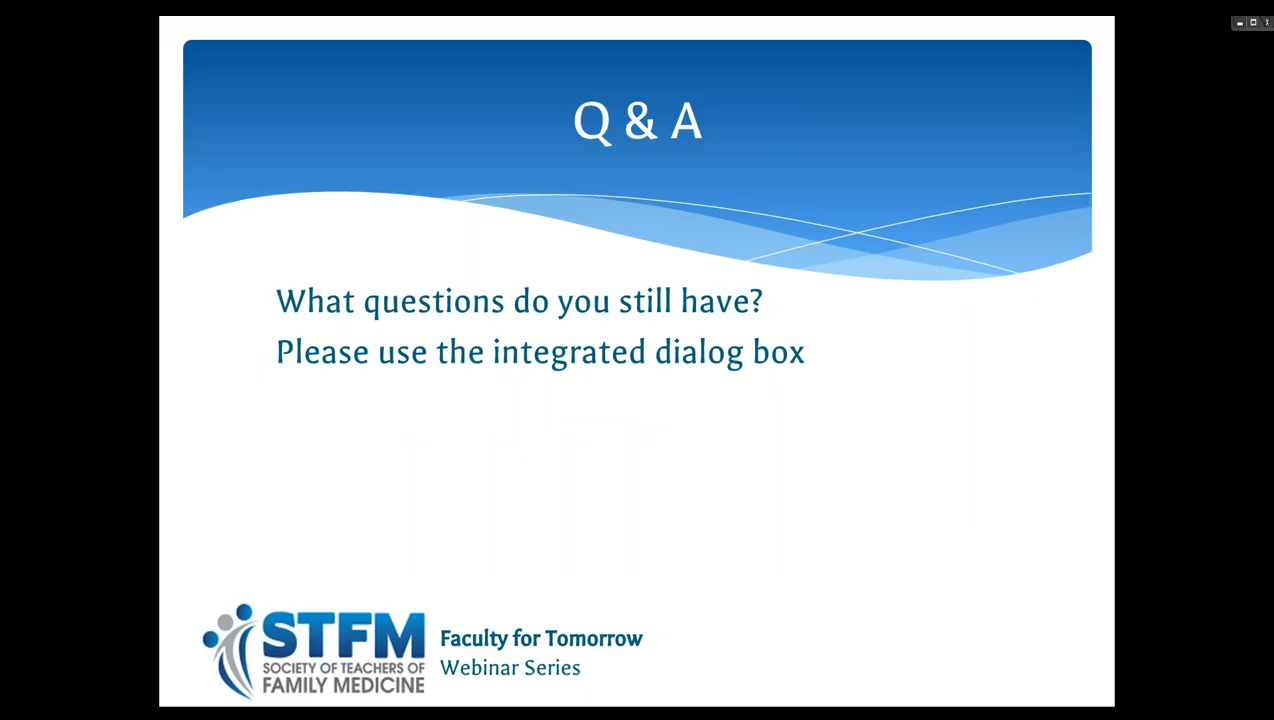 Q & A
What questions do you still have?
Please use the integrated dialog box
STFM
SOCIETY OF TEACHERS OF
FAMILY MEDICINE
Faculty for Tomorrow
Webinar Series